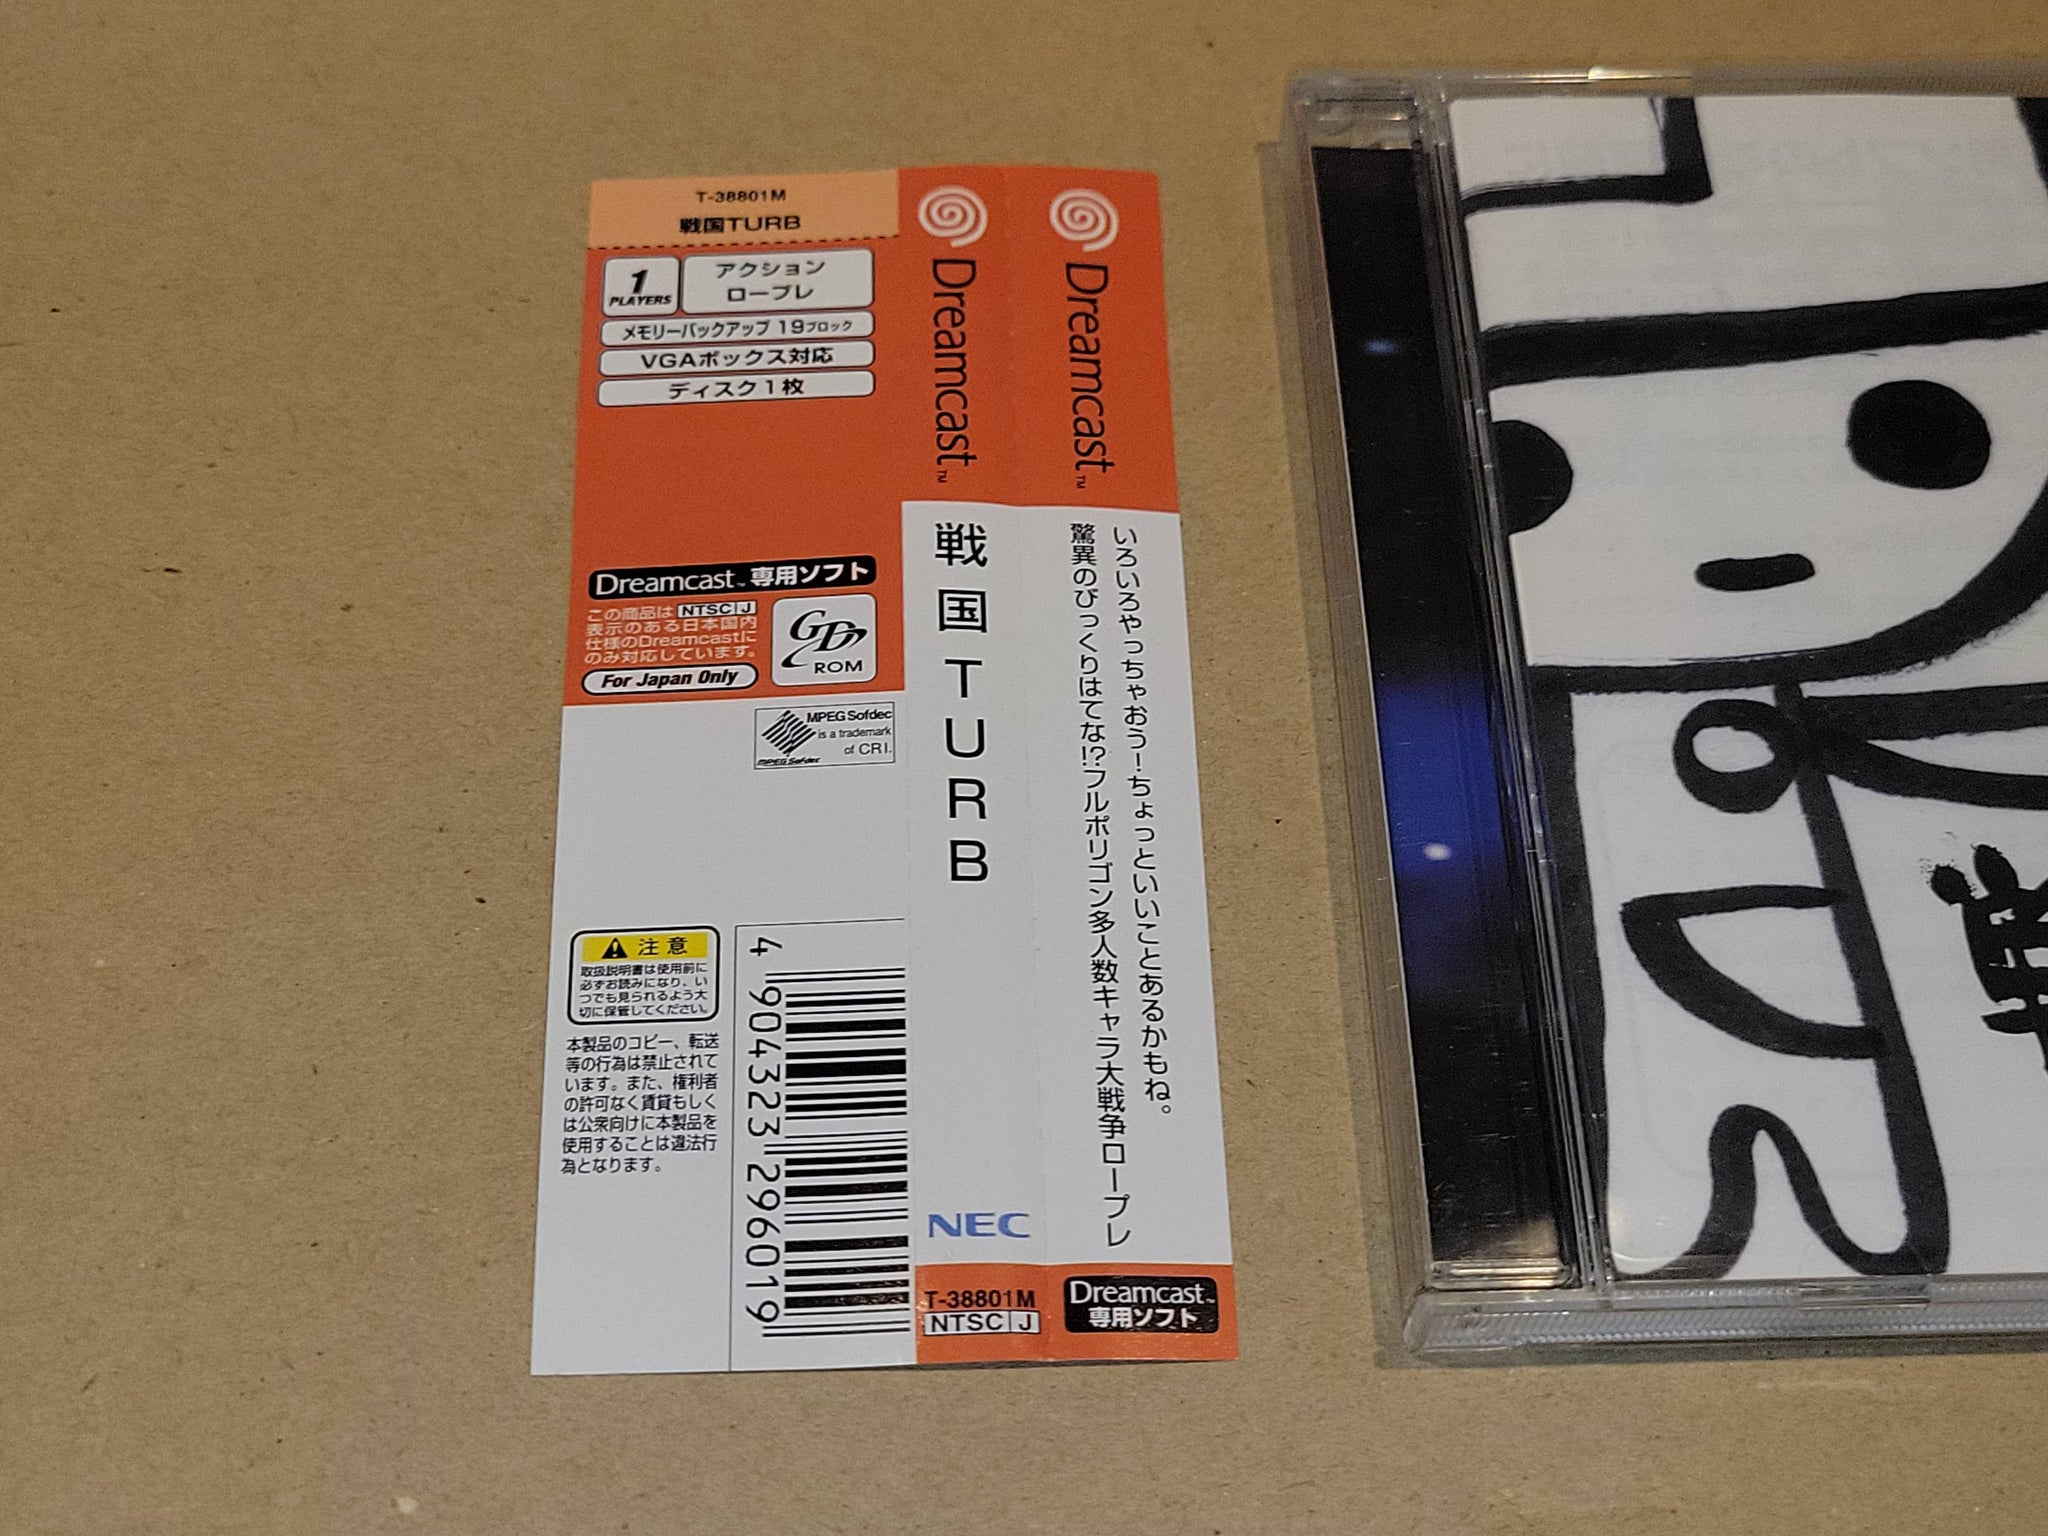 T-38801M
戦国TURB
1
PLAYERS
アクション
ロープレ
メモリーバックアップ 19ブロック
VGAボックス対応
ディスク1枚
Dreamcast™専用ソフト
この商品は NTSC J
表示のある日本国内
仕様のDreamcastに
のみ対応しています。
For Japan Only
GD
ROM
MPEG Sofdec
is a trademark
of CRI.
MPEG Sofdec
注意
取扱説明書は使用前に
必ずお読みになり、い
つでも見られるよう大
切に保管してください。
本製品のコピー、転送
等の行為は禁止されて
います。また、権利者
の許可なく賃貸もしく
は公衆向けに本製品を
使用することは違法行
為となります。
4 904323 296019
Dreamcast™
戦国TURB
NEC
T-38801M
NTSC J
Dreamcast™
いろいろやっちゃおう!ちょっといいことあるかもね。
驚異のびっくりはてな!?フルポリゴン多人数キャラ大戦争ロープレ
Dreamcast™
専用ソフト